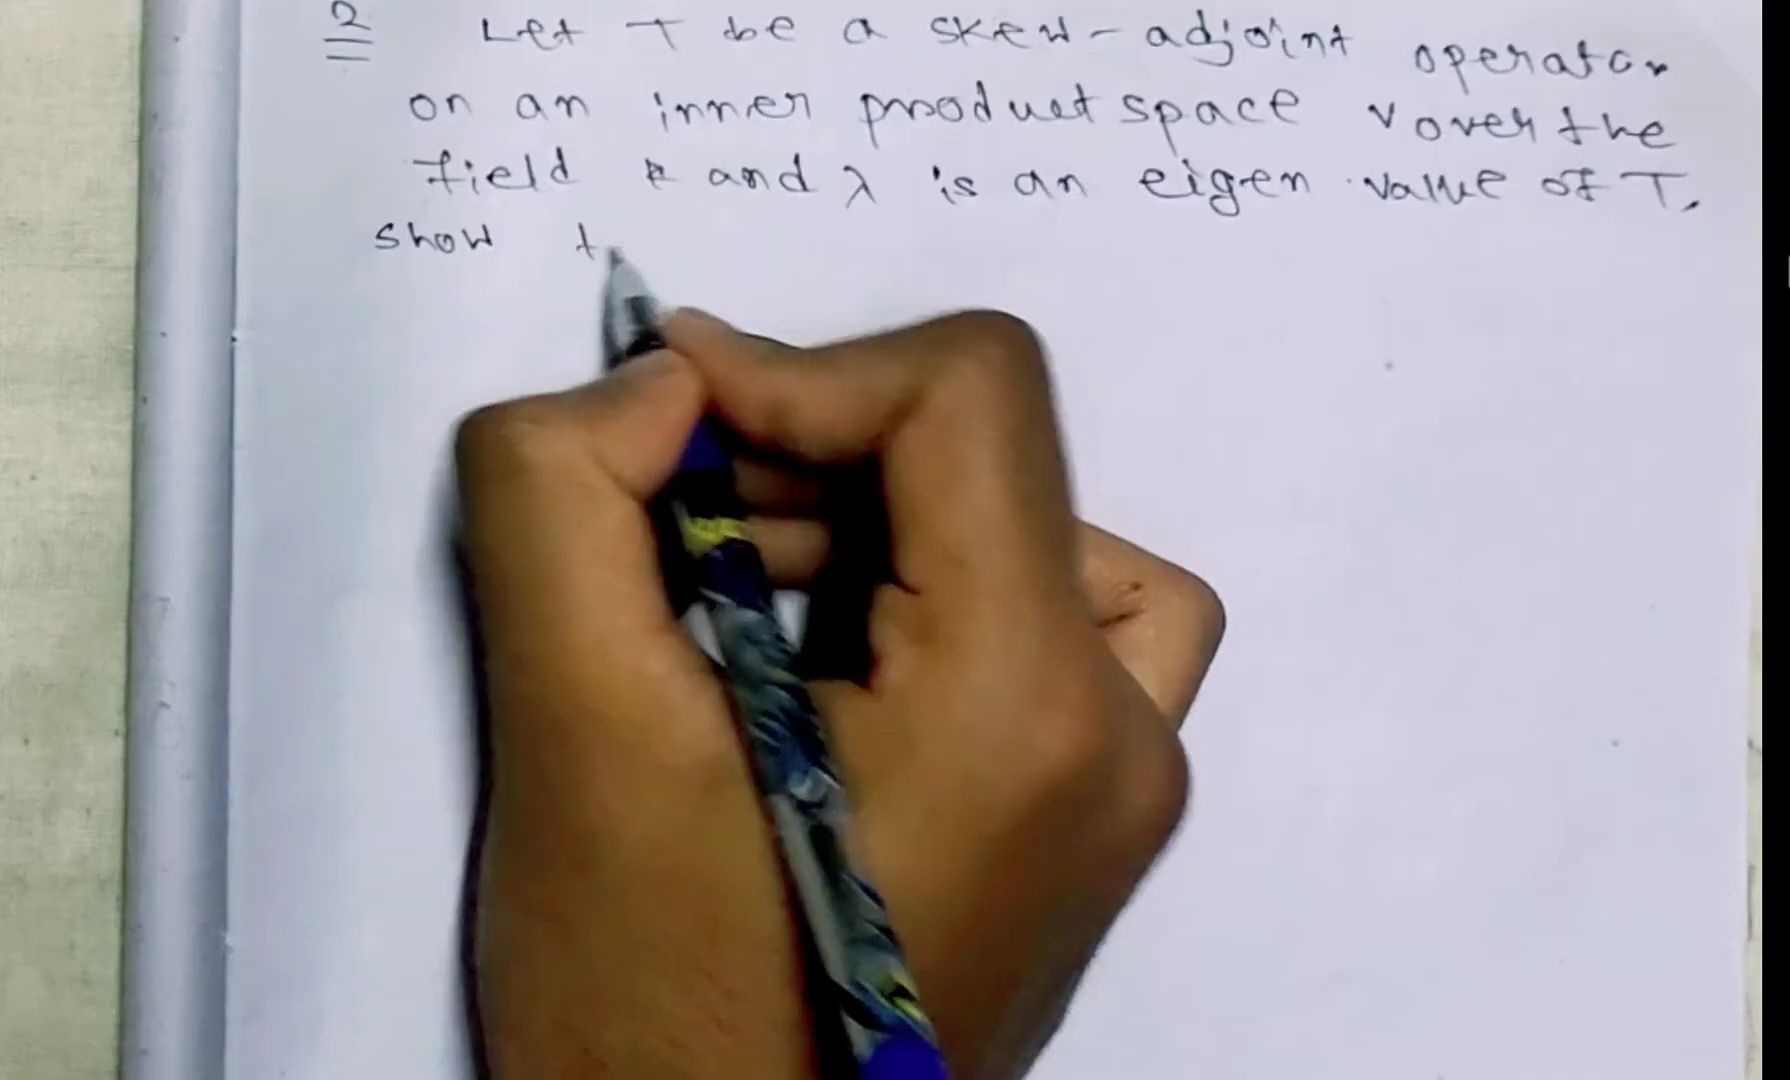 2 Let T be a skew-adjoint operator
on an inner product space V over the
field F and λ is an eigen value of T.
show t